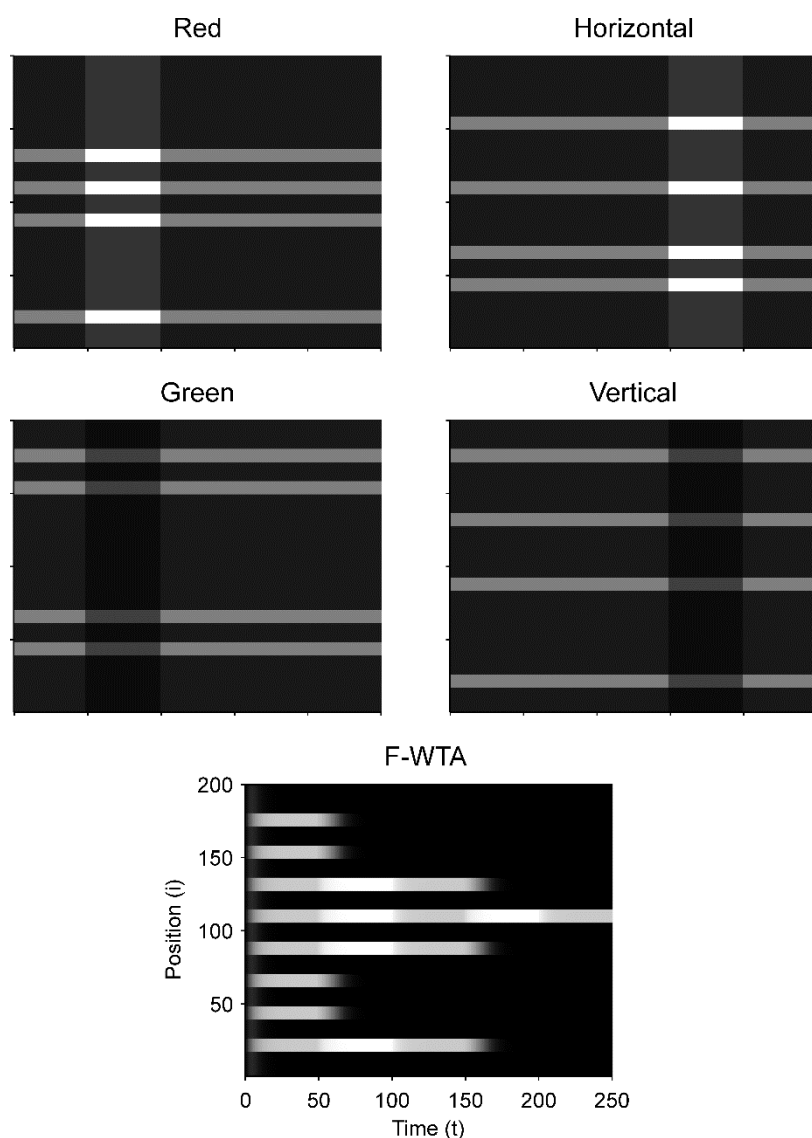 Red
Horizontal
Green
Vertical
F-WTA
200
150
100
50
Position (i)
0 50 100 150 200 250
Time (t)